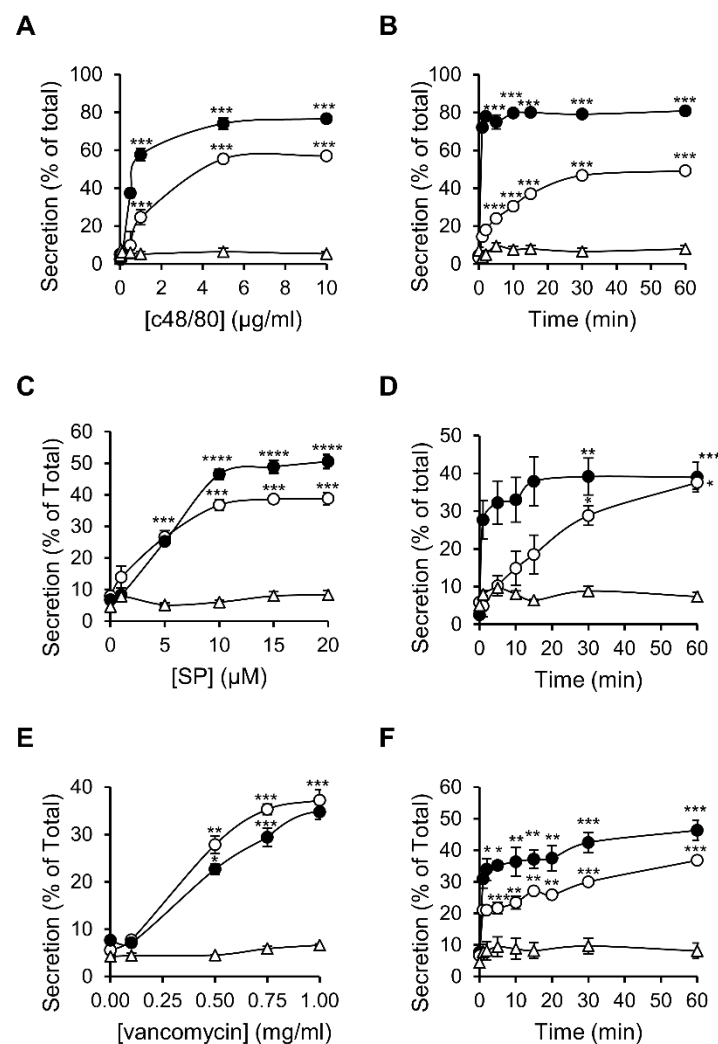 A
B
Secretion (% of total)
100
80
60
40
20
0
*** *** *** *** ***
0 2 4 6 8 10
[c48/80] (µg/ml)
Secretion (% of total)
100
80
60
40
20
0
*** *** *** *** *** *** *** *** *** ***
0 10 20 30 40 50 60
Time (min)
C
D
Secretion (% of Total)
60
50
40
30
20
10
0
*** **** *** **** *** **** ***
0 5 10 15 20
[SP] (µM)
Secretion (% of Total)
50
40
30
20
10
0
** * *** *
0 10 20 30 40 50 60
Time (min)
E
F
Secretion (% of Total)
40
30
20
10
0
** * *** *** ***
0.00 0.25 0.50 0.75 1.00
[vancomycin] (mg/ml)
Secretion (% of Total)
60
50
40
30
20
10
0
* * ** ** ** *** ***
*** ** ** ** *** ***
0 10 20 30 40 50 60
Time (min)